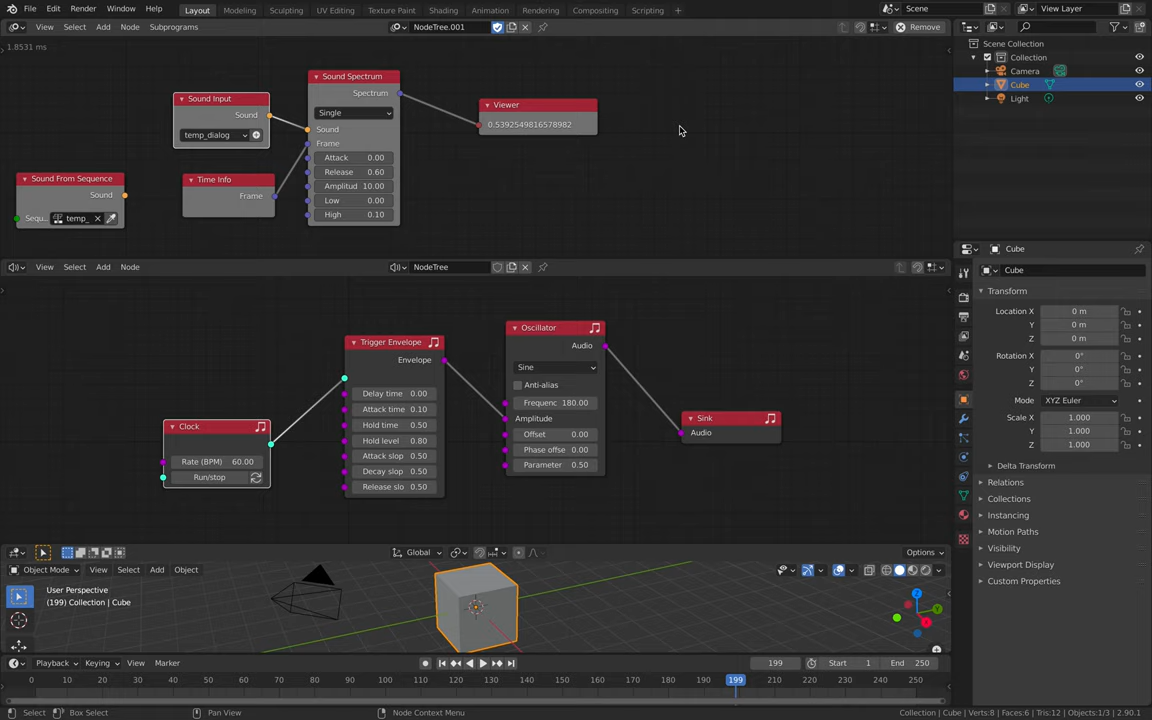 File Edit Render Window Help Layout Modeling Sculpting UV Editing Texture Paint Shading Animation Rendering Compositing Scripting + Scene View Layer
View Select Add Node Subprograms NodeTree.001 Remove
1.8531 ms
Sound Spectrum
Spectrum
Single
Sound
Frame
Attack 0.00
Release 0.60
Amplitud 10.00
Low 0.00
High 0.10
Sound Input
Sound
temp_dialog
Viewer
0.5392549816578982
Sound From Sequence
Sound
Sequ.. temp_
Time Info
Frame
View Select Add Node NodeTree
Trigger Envelope
Envelope
Delay time 0.00
Attack time 0.10
Hold time 0.50
Hold level 0.80
Attack slop 0.50
Decay slop 0.50
Release slo 0.50
Oscillator
Audio
Sine
Anti-alias
Frequenc 180.00
Amplitude
Offset 0.00
Phase offse 0.00
Parameter 0.50
Sink
Audio
Clock
Rate (BPM) 60.00
Run/stop
Global Options
Object Mode View Select Add Object
User Perspective
(199) Collection | Cube
X
Y
Z
Playback Keying View Marker 199 Start 1 End 250
0 10 20 30 40 50 60 70 80 90 100 110 120 130 140 150 160 170 180 190 199 210 220 230 240 250
Select Box Select Pan View Node Context Menu Collection | Cube | Verts:8 | Faces:6 | Tris:12 | Objects:1/3 | 2.90.1
Scene Collection
Collection
Camera
Cube
Light
Cube
Cube
Transform
Location X 0 m
Y 0 m
Z 0 m
Rotation X 0°
Y 0°
Z 0°
Mode XYZ Euler
Scale X 1.000
Y 1.000
Z 1.000
Delta Transform
Relations
Collections
Instancing
Motion Paths
Visibility
Viewport Display
Custom Properties